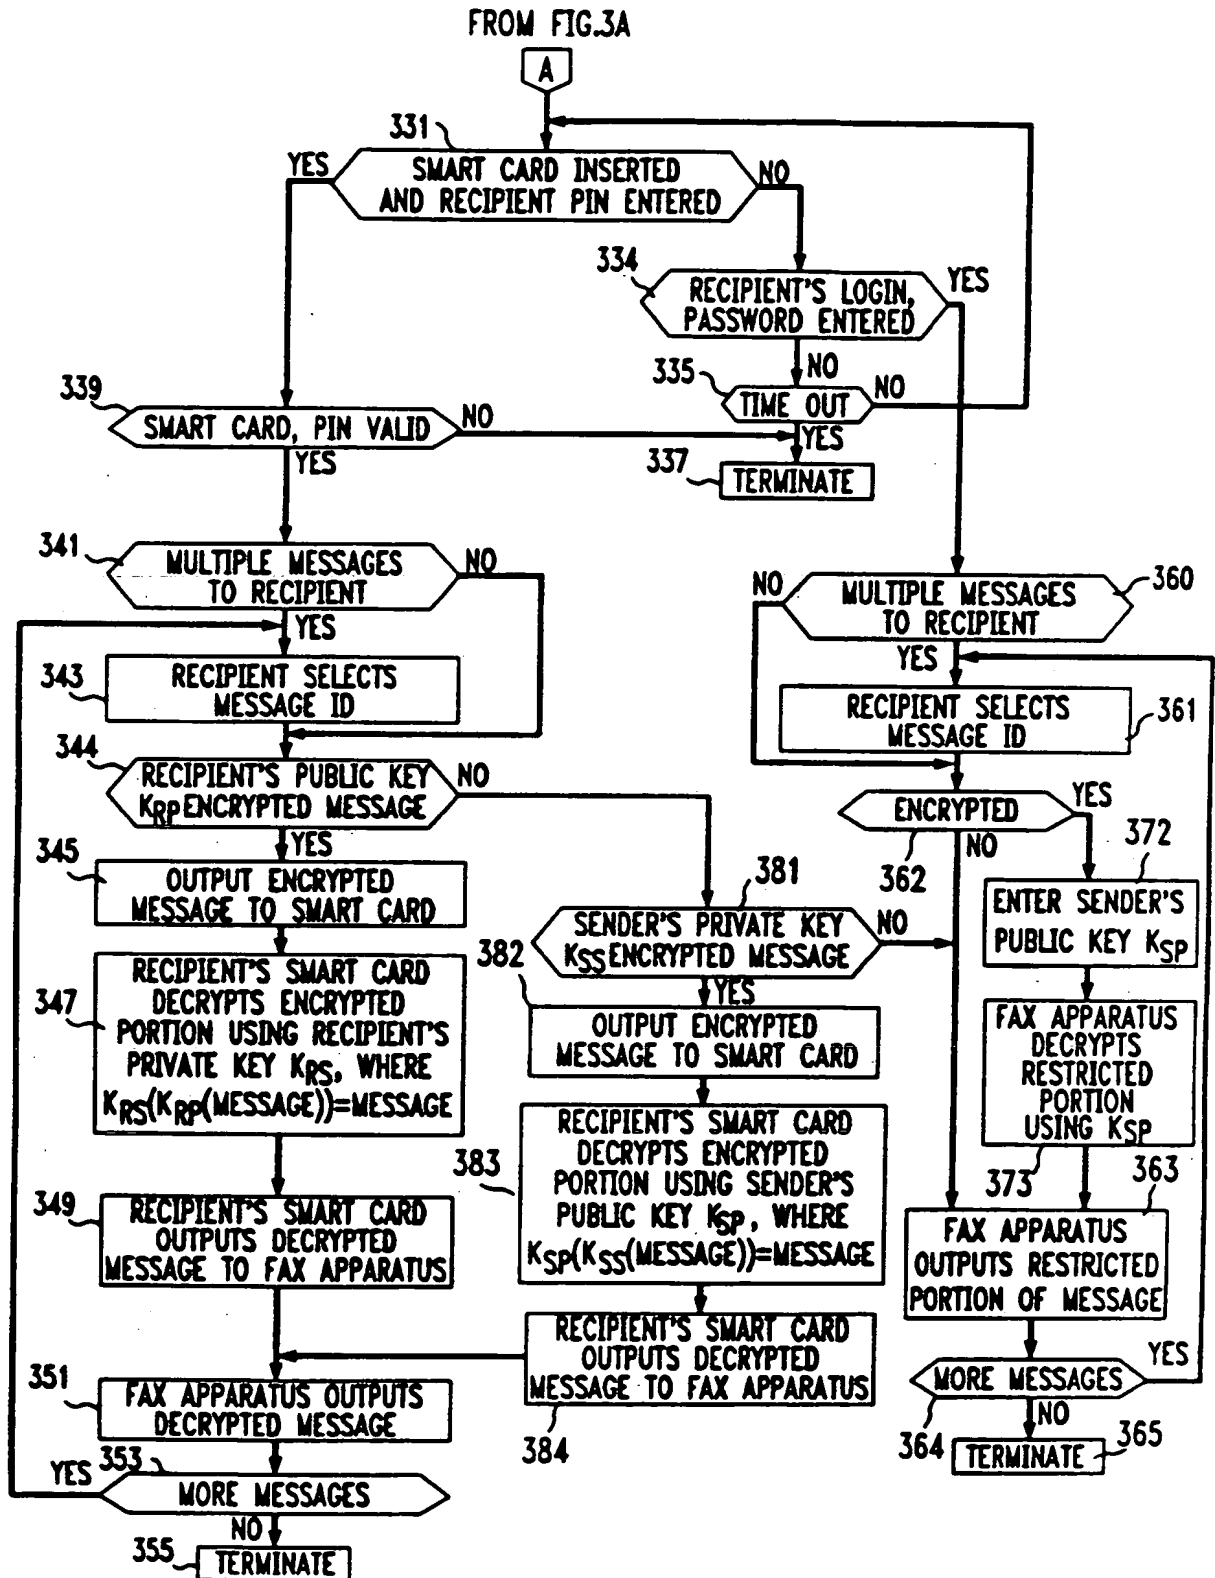 FROM FIG.3A
A
331
YES
SMART CARD INSERTED
AND RECIPIENT PIN ENTERED
NO
334
RECIPIENT'S LOGIN,
PASSWORD ENTERED
YES
NO
335
TIME OUT
NO
YES
337
TERMINATE
339
SMART CARD, PIN VALID
NO
YES
341
MULTIPLE MESSAGES
TO RECIPIENT
NO
YES
343
RECIPIENT SELECTS
MESSAGE ID
344
RECIPIENT'S PUBLIC KEY
KRP ENCRYPTED MESSAGE
NO
YES
345
OUTPUT ENCRYPTED
MESSAGE TO SMART CARD
347
RECIPIENT'S SMART CARD
DECRYPTS ENCRYPTED
PORTION USING RECIPIENT'S
PRIVATE KEY KRS, WHERE
KRS(KRP(MESSAGE))=MESSAGE
349
RECIPIENT'S SMART CARD
OUTPUTS DECRYPTED
MESSAGE TO FAX APPARATUS
351
FAX APPARATUS OUTPUTS
DECRYPTED MESSAGE
353
YES
MORE MESSAGES
NO
355
TERMINATE
381
SENDER'S PRIVATE KEY
KSS ENCRYPTED MESSAGE
NO
YES
382
OUTPUT ENCRYPTED
MESSAGE TO SMART CARD
383
RECIPIENT'S SMART CARD
DECRYPTS ENCRYPTED
PORTION USING SENDER'S
PUBLIC KEY KSP, WHERE
KSP(KSS(MESSAGE))=MESSAGE
RECIPIENT'S SMART CARD
OUTPUTS DECRYPTED
MESSAGE TO FAX APPARATUS
384
360
NO
MULTIPLE MESSAGES
TO RECIPIENT
YES
RECIPIENT SELECTS
MESSAGE ID
361
ENCRYPTED
YES
362
NO
372
ENTER SENDER'S
PUBLIC KEY KSP
FAX APPARATUS
DECRYPTS
RESTRICTED
PORTION
USING KSP
373
363
FAX APPARATUS
OUTPUTS RESTRICTED
PORTION OF MESSAGE
YES
MORE MESSAGES
364
NO
TERMINATE
365